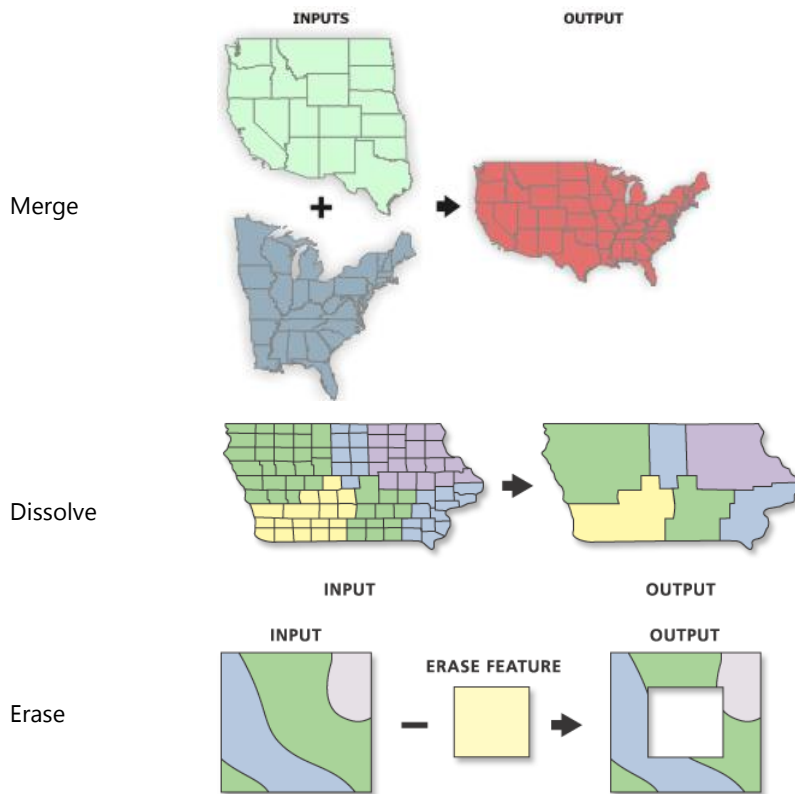 INPUTS OUTPUT
Merge
Dissolve
INPUT OUTPUT
INPUT OUTPUT
ERASE FEATURE
Erase